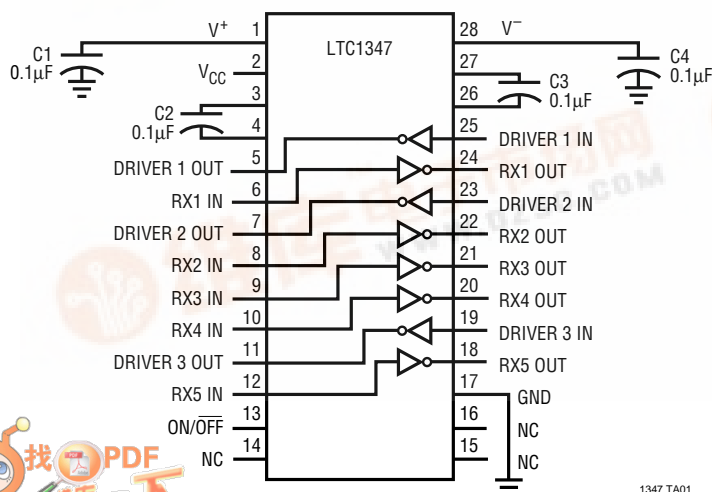 LTC1347
V+ 1
C1
0.1µF
2
VCC
3
C2
0.1µF
4
5
DRIVER 1 OUT
6
RX1 IN
7
DRIVER 2 OUT
8
RX2 IN
9
RX3 IN
10
RX4 IN
11
DRIVER 3 OUT
12
RX5 IN
13
ON/OFF
14
NC
28 V−
C4
0.1µF
27
C3
0.1µF
26
25
DRIVER 1 IN
24
RX1 OUT
23
DRIVER 2 IN
22
RX2 OUT
21
RX3 OUT
20
RX4 OUT
19
DRIVER 3 IN
18
RX5 OUT
17
GND
16
NC
15
NC
1347 TA01
找 PDF
下